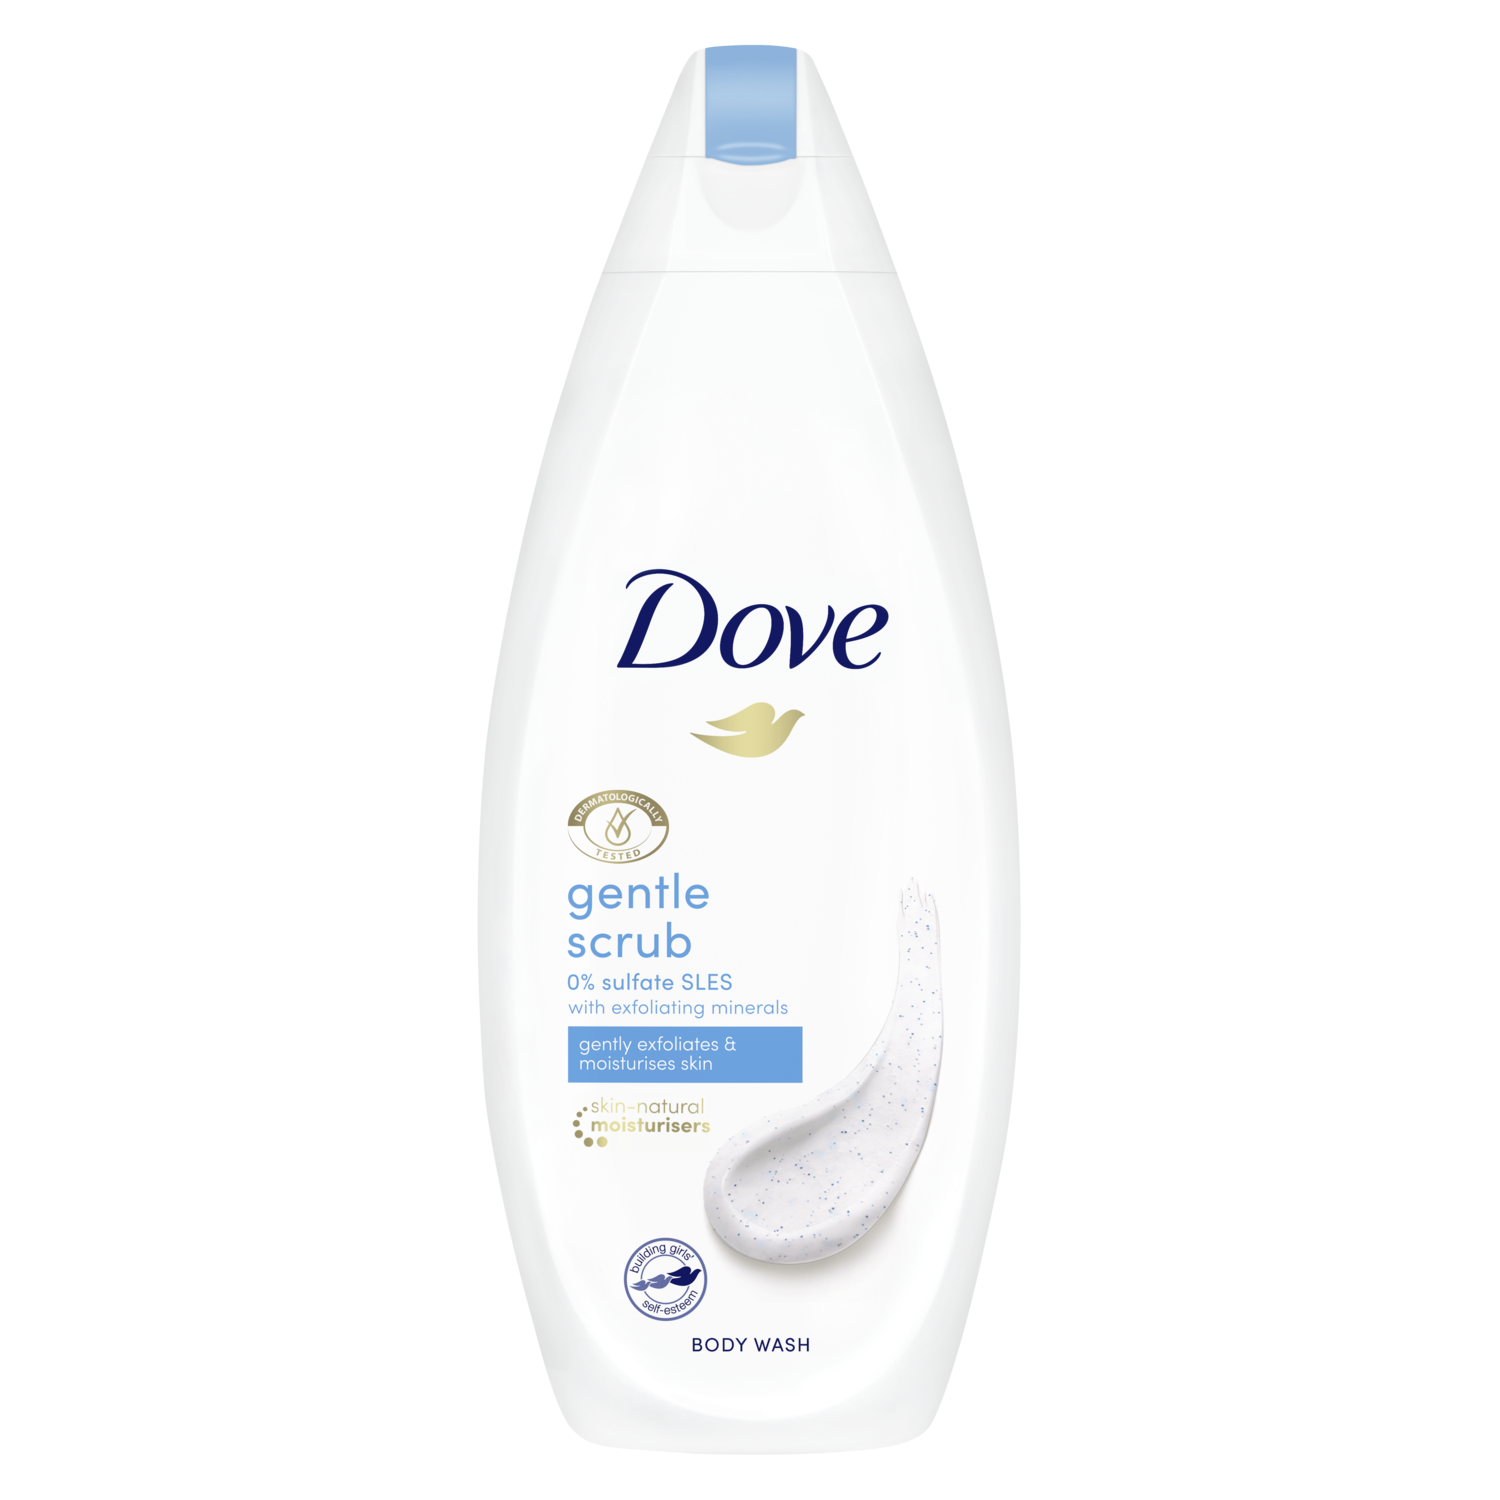 Dove
DERMATOLOGICALLY
TESTED
gentle
scrub
0% sulfate SLES
with exfoliating minerals
gently exfoliates &
moisturises skin
skin-natural
moisturisers
building girls'
self-esteem
BODY WASH